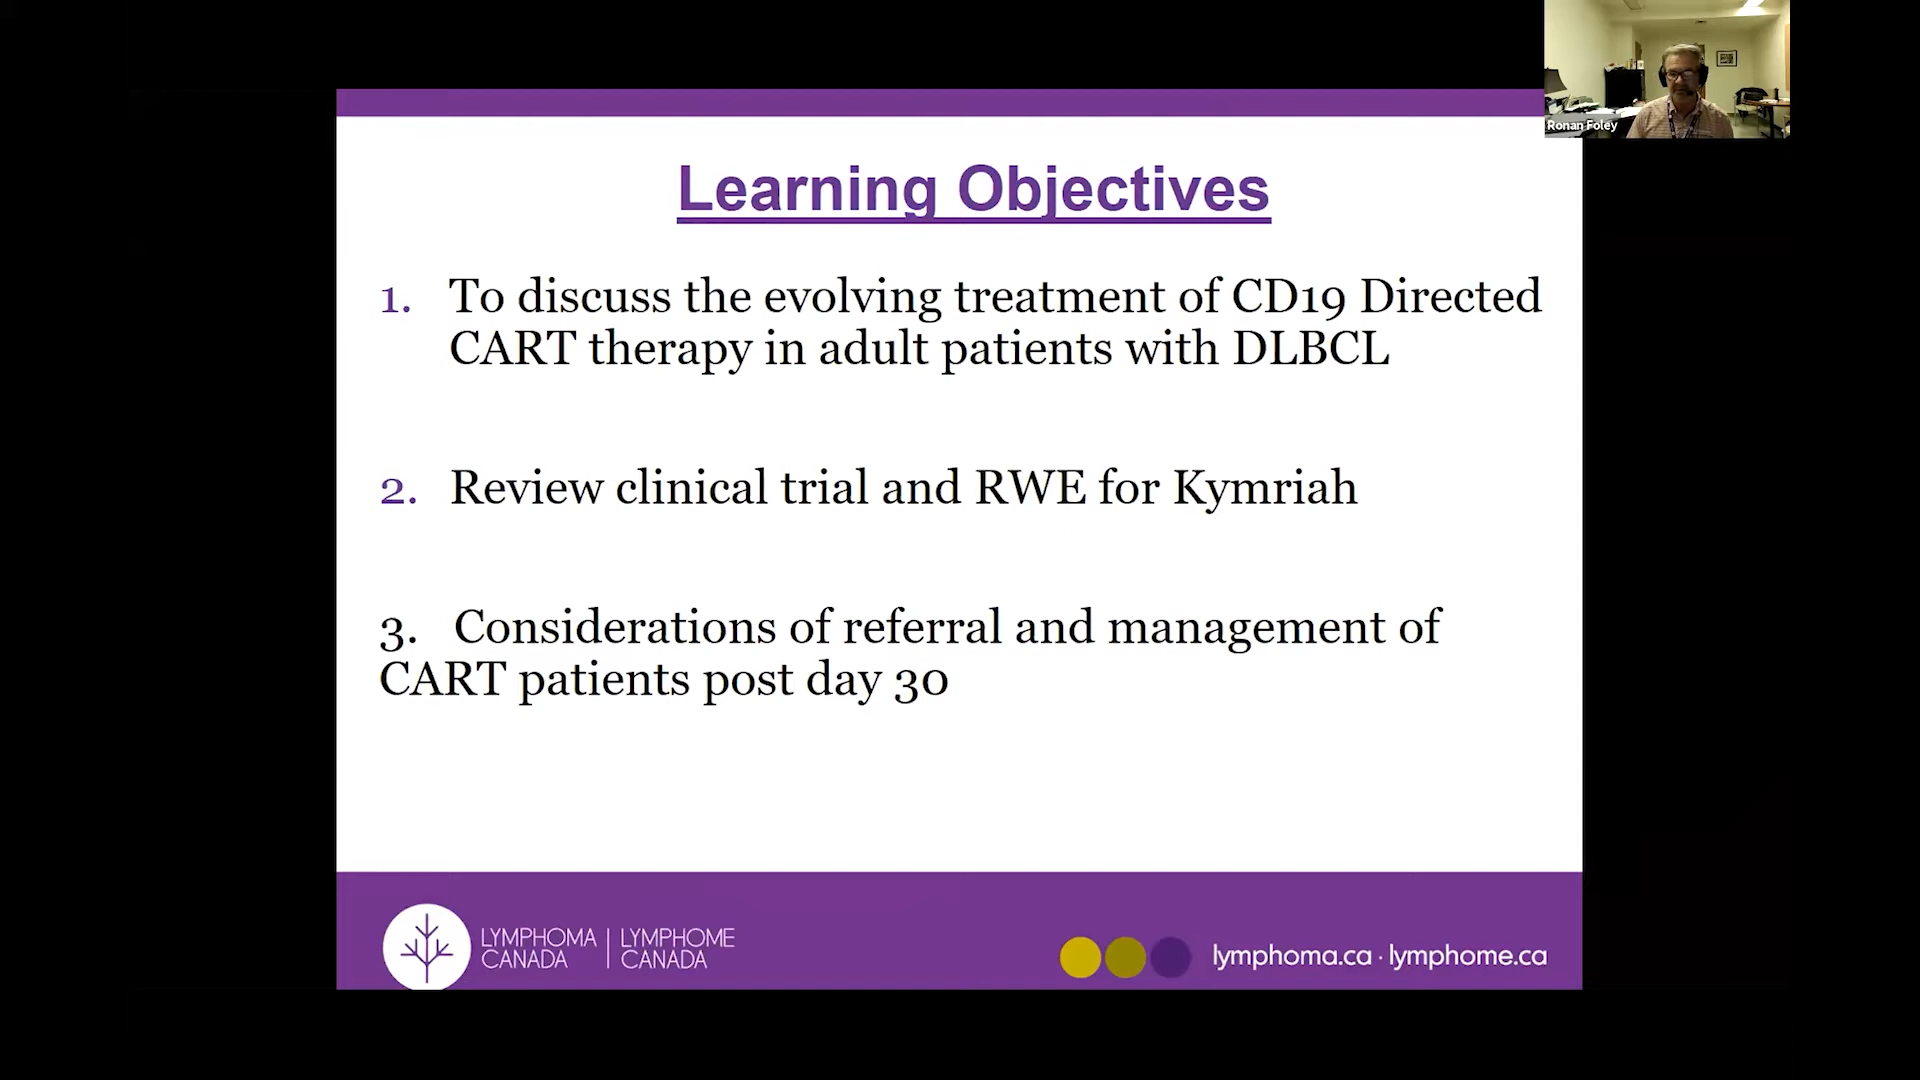 Ronan Foley
Learning Objectives
1. To discuss the evolving treatment of CD19 Directed
CART therapy in adult patients with DLBCL
2. Review clinical trial and RWE for Kymriah
3. Considerations of referral and management of
CART patients post day 30
LYMPHOMA CANADA | LYMPHOME CANADA
lymphoma.ca · lymphome.ca